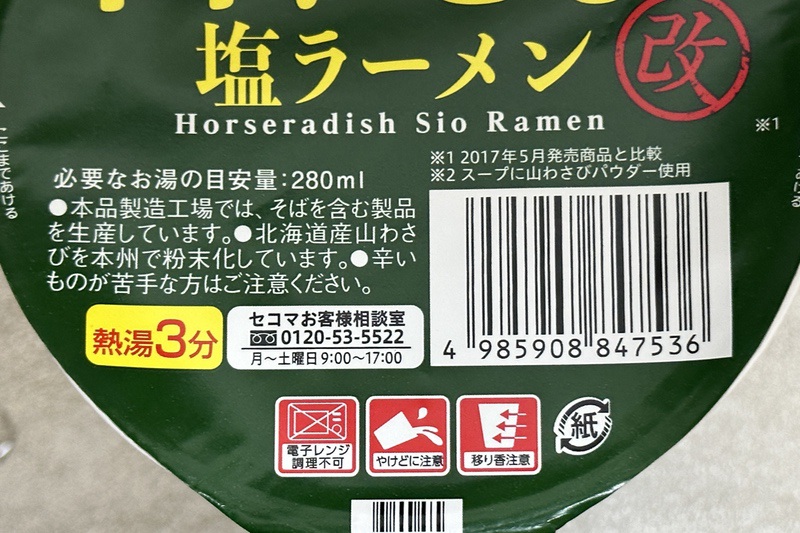 塩ラーメン 改
Horseradish Sio Ramen
※1
ここまであける
※1 2017年5月発売商品と比較
※2 スープに山わさびパウダー使用
必要なお湯の目安量:280ml
●本品製造工場では、そばを含む製品
を生産しています。●北海道産山わさ
びを本州で粉末化しています。●辛い
ものが苦手な方はご注意ください。
熱湯3分
セコマお客様相談室
0120-53-5522
月～土曜日9:00～17:00
4 985908 847536
電子レンジ
調理不可
やけどに注意
移り香注意
紙